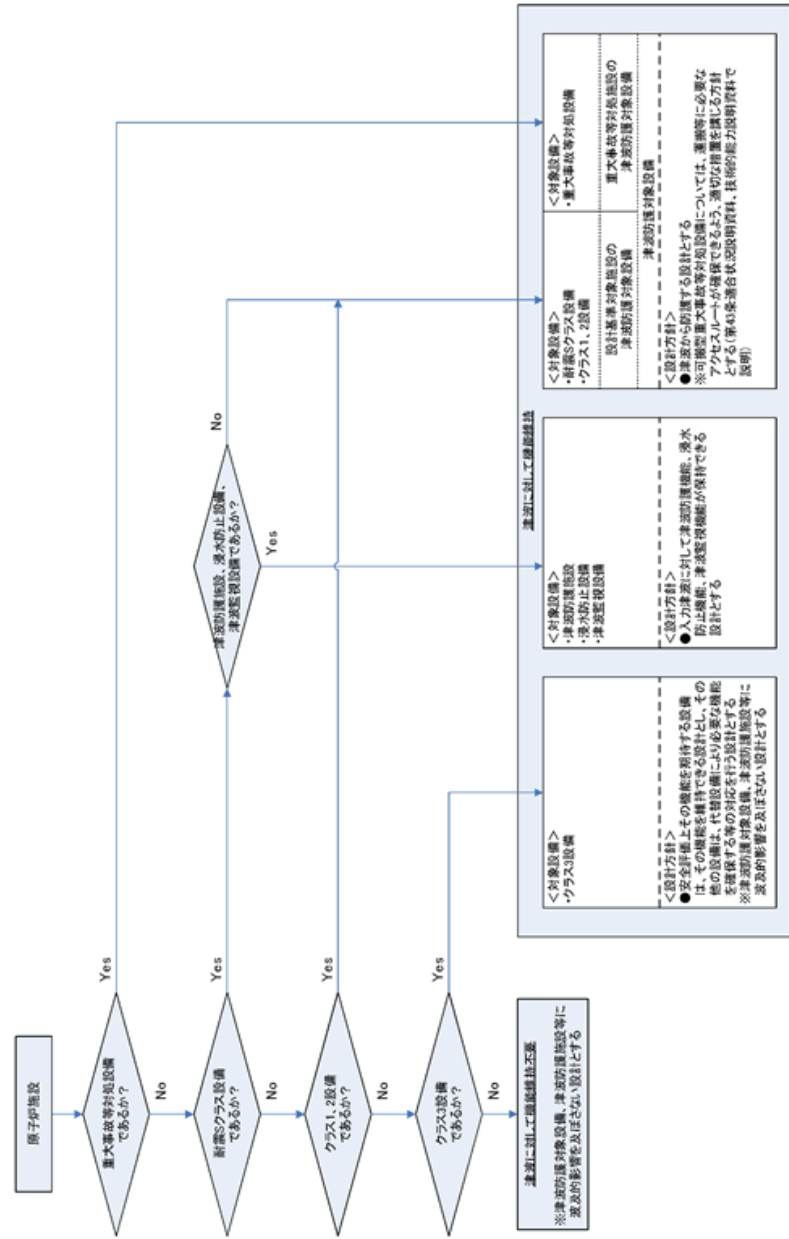 原子炉施設
重大事故等対処設備
であるか？
Yes
No
耐震Sクラス設備
であるか？
Yes
No
津波防護施設、浸水防止設備、
津波監視設備であるか？
No
Yes
クラス1、2設備
であるか？
Yes
No
クラス3設備
であるか？
Yes
No
津波に対して機能維持不要
※津波防護対象設備、津波防護施設等に
波及的影響を及ぼさない設計とする
津波に対して機能維持
＜対象設備＞
・クラス3設備
＜設計方針＞
●安全評価上その機能を期待する設備
は、その機能を維持できる設計とし、その
他の設備は、代替設備により必要な機能
を確保する等の対応を行う設計とする
※津波防護対象設備、津波防護施設等に
波及的影響を及ぼさない設計とする
＜対象設備＞
・津波防護施設
・浸水防止設備
・津波監視設備
＜設計方針＞
●入力津波に対して津波防護機能、浸水
防止機能、津波監視機能が保持できる
設計とする
＜対象設備＞
・耐震Sクラス設備
・クラス1、2設備
設計基準対象施設の
津波防護対象設備
＜対象設備＞
・重大事故等対処設備
重大事故等対処施設の
津波防護対象設備
津波防護対象設備
＜設計方針＞
●津波から防護する設計とする
※可搬型重大事故等対処設備については、運搬等に必要な
アクセスルートが確保できるよう、適切な措置を講じる方針
とする（第43条適合状況説明資料、技術的能力説明資料で
説明）